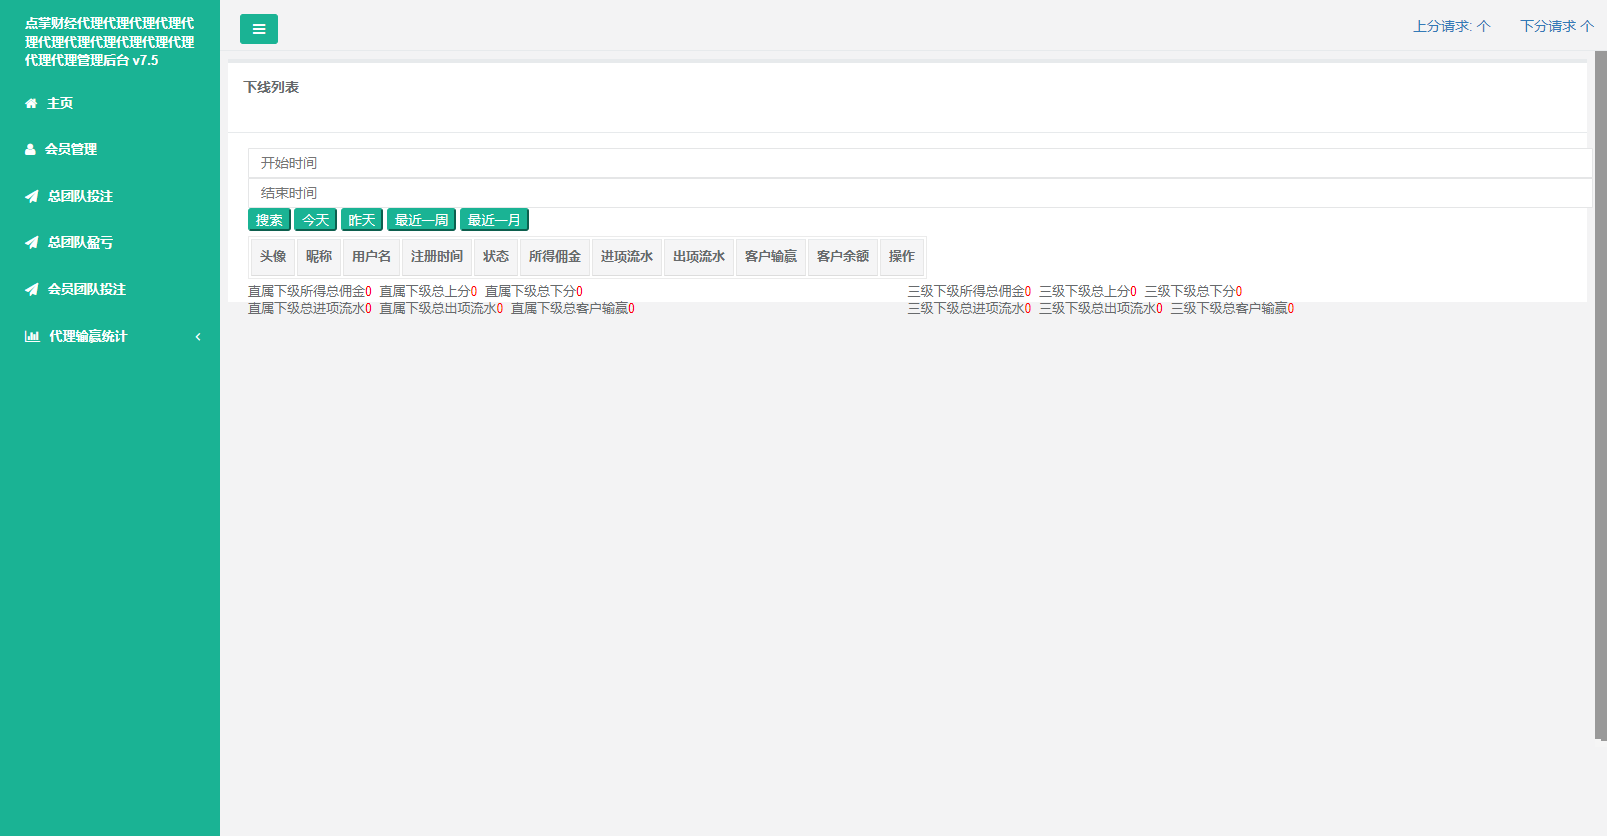 点掌财经代理代理代理代理代
理代理代理代理代理代理代理
代理代理管理后台 v7.5
主页
会员管理
总团队投注
总团队盈亏
会员团队投注
代理输赢统计
上分请求: 个 下分请求 个
下线列表
开始时间
结束时间
搜索 今天 昨天 最近一周 最近一月
头像 昵称 用户名 注册时间 状态 所得佣金 进项流水 出项流水 客户输赢 客户余额 操作
直属下级所得总佣金0 直属下级总上分0 直属下级总下分0
直属下级总进项流水0 直属下级总出项流水0 直属下级总客户输赢0
三级下级所得总佣金0 三级下级总上分0 三级下级总下分0
三级下级总进项流水0 三级下级总出项流水0 三级下级总客户输赢0